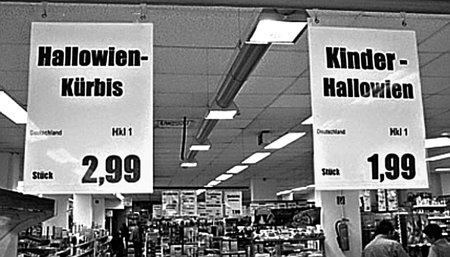 Hallowien-
Kürbis
Deutschland Hkl 1
Stück 2,99
Kinder -
Hallowien
Deutschland Hkl 1
Stück 1,99